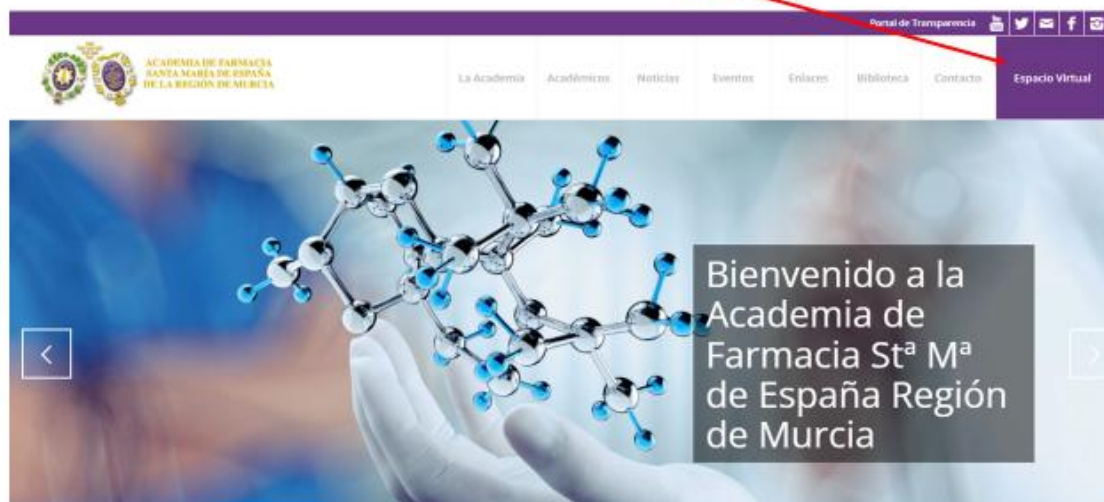 Portal de Transparencia
ACADEMIA DE FARMACIA
SANTA MARÍA DE ESPAÑA
DE LA REGIÓN DE MURCIA
La Academia Académicos Noticias Eventos Enlaces Biblioteca Contacto Espacio Virtual
Bienvenido a la
Academia de
Farmacia Stª Mª
de España Región
de Murcia